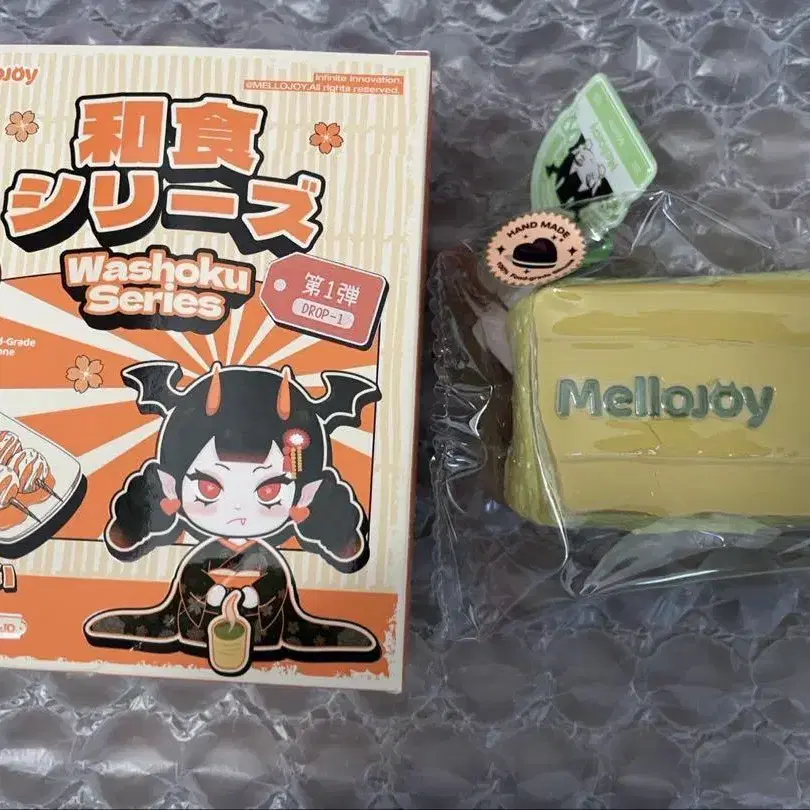 MELLOJOY
Infinite Innovation.
@MELLOJOY.All rights reserved.
和食
シリーズ
Washoku
Series
第1弾
DROP-1
HAND MADE
MelloJoy